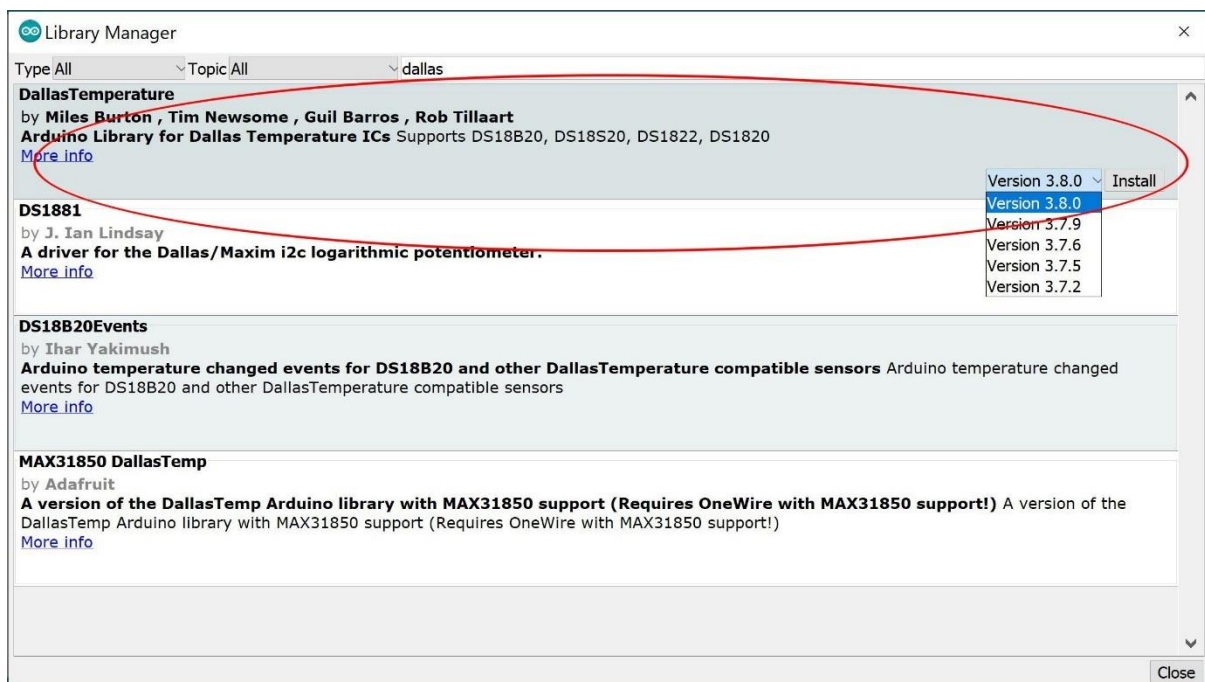 Library Manager
Type All Topic All dallas
DallasTemperature
by Miles Burton , Tim Newsome , Guil Barros , Rob Tillaart
Arduino Library for Dallas Temperature ICs Supports DS18B20, DS18S20, DS1822, DS1820
More info
Version 3.8.0 Install
Version 3.8.0
Version 3.7.9
Version 3.7.6
Version 3.7.5
Version 3.7.2
DS1881
by J. Ian Lindsay
A driver for the Dallas/Maxim i2c logarithmic potentiometer.
More info
DS18B20Events
by Ihar Yakimush
Arduino temperature changed events for DS18B20 and other DallasTemperature compatible sensors Arduino temperature changed
events for DS18B20 and other DallasTemperature compatible sensors
More info
MAX31850 DallasTemp
by Adafruit
A version of the DallasTemp Arduino library with MAX31850 support (Requires OneWire with MAX31850 support!) A version of the
DallasTemp Arduino library with MAX31850 support (Requires OneWire with MAX31850 support!)
More info
Close